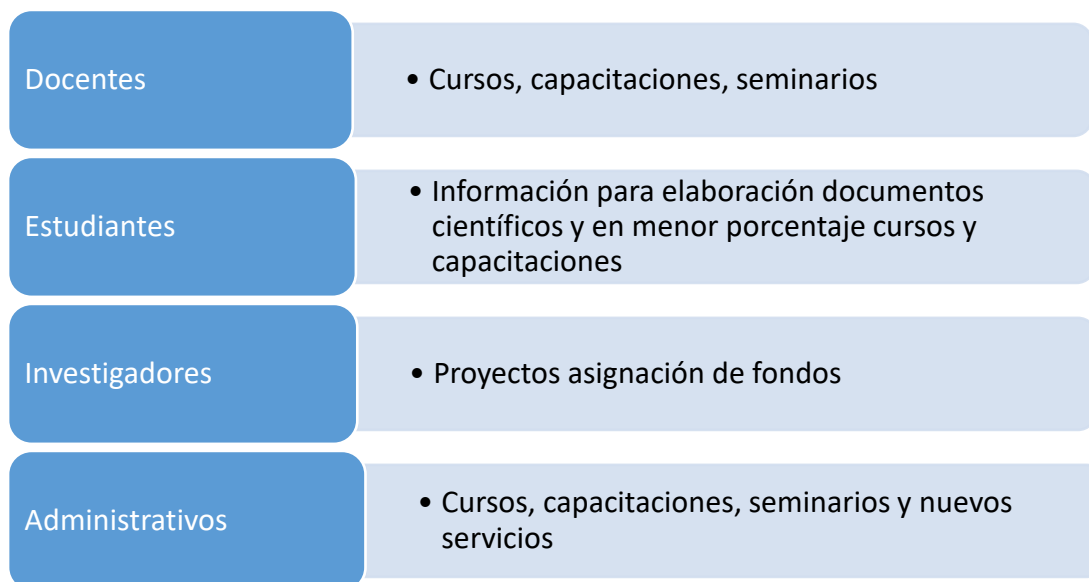 Docentes
• Cursos, capacitaciones, seminarios
Estudiantes
• Información para elaboración documentos
científicos y en menor porcentaje cursos y
capacitaciones
Investigadores
• Proyectos asignación de fondos
Administrativos
• Cursos, capacitaciones, seminarios y nuevos
servicios